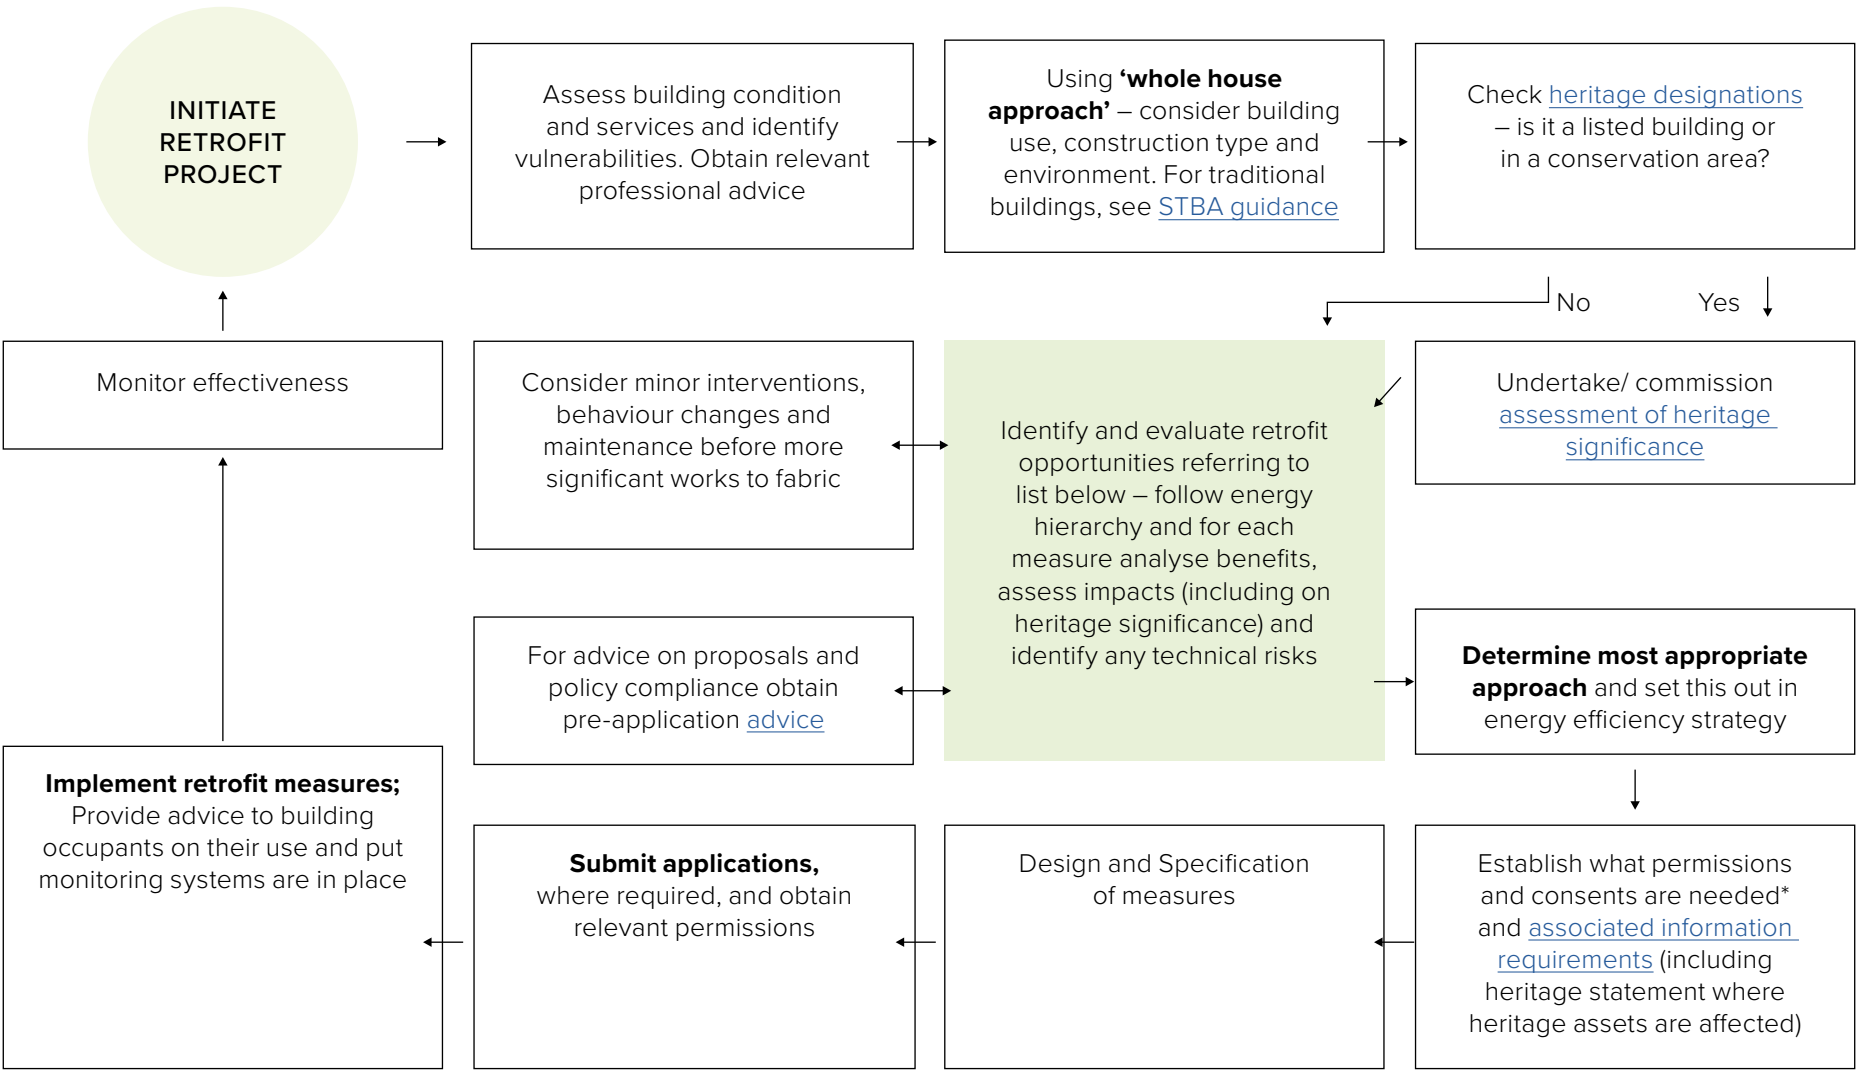 INITIATE
RETROFIT
PROJECT
Assess building condition
and services and identify
vulnerabilities. Obtain relevant
professional advice
Using ‘whole house
approach’ – consider building
use, construction type and
environment. For traditional
buildings, see STBA guidance
Check heritage designations
– is it a listed building or
in a conservation area?
No
Yes
Monitor effectiveness
Consider minor interventions,
behaviour changes and
maintenance before more
significant works to fabric
Identify and evaluate retrofit
opportunities referring to
list below – follow energy
hierarchy and for each
measure analyse benefits,
assess impacts (including on
heritage significance) and
identify any technical risks
Undertake/ commission
assessment of heritage
significance
For advice on proposals and
policy compliance obtain
pre-application advice
Determine most appropriate
approach and set this out in
energy efficiency strategy
Implement retrofit measures;
Provide advice to building
occupants on their use and put
monitoring systems are in place
Submit applications,
where required, and obtain
relevant permissions
Design and Specification
of measures
Establish what permissions
and consents are needed*
and associated information
requirements (including
heritage statement where
heritage assets are affected)